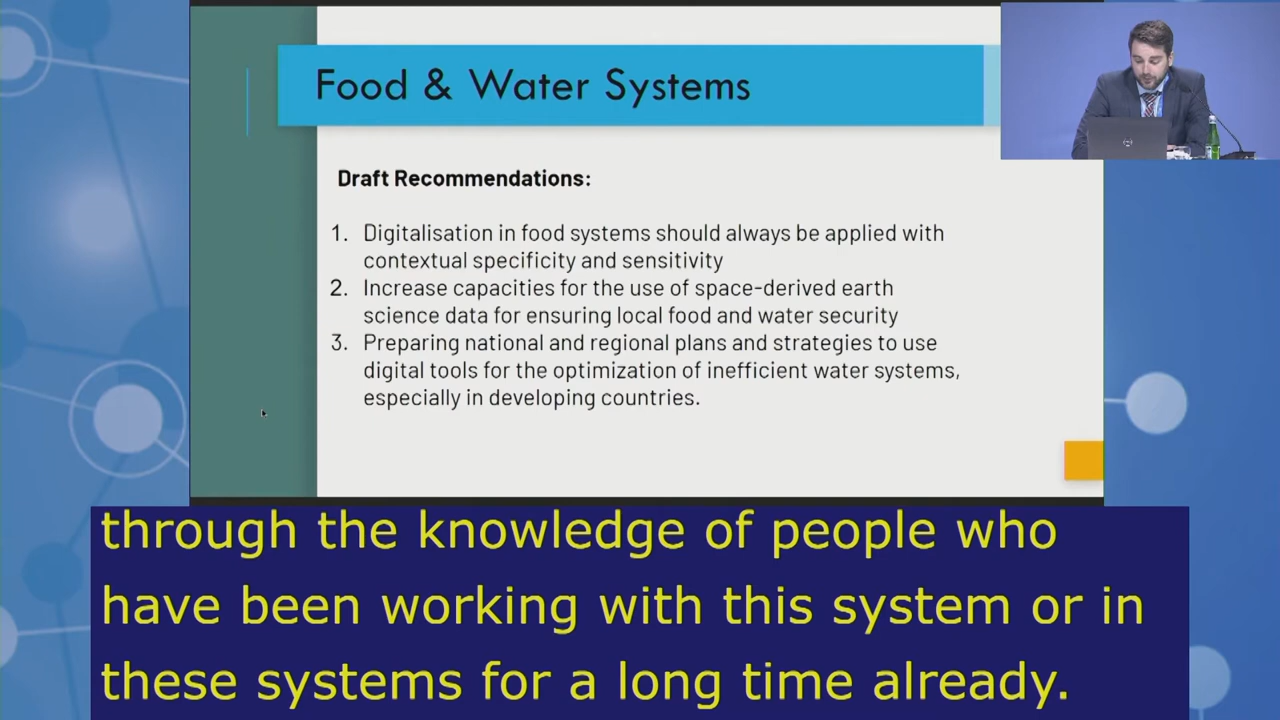 Food & Water Systems
Draft Recommendations:
1. Digitalisation in food systems should always be applied with
contextual specificity and sensitivity
2. Increase capacities for the use of space-derived earth
science data for ensuring local food and water security
3. Preparing national and regional plans and strategies to use
digital tools for the optimization of inefficient water systems,
especially in developing countries.
through the knowledge of people who
have been working with this system or in
these systems for a long time already.